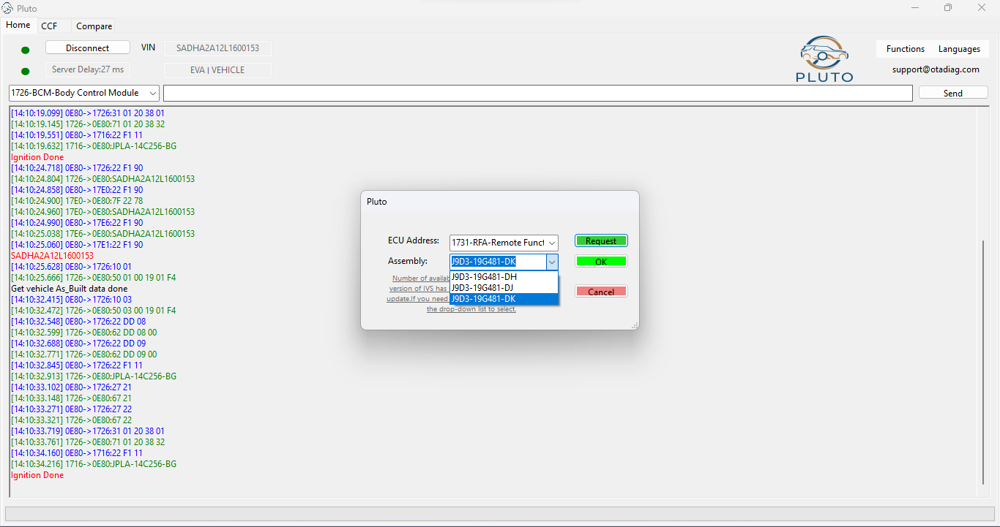 Pluto
Home CCF Compare
Disconnect VIN SADHA2A12L1600153
Functions Languages
Server Delay:27 ms EVA | VEHICLE
support@otadiag.com
PLUTO
1726-BCM-Body Control Module Send
[14:10:19.099] 0E80->1726:31 01 20 38 01
[14:10:19.145] 1726->0E80:71 01 20 38 32
[14:10:19.551] 0E80->1716:22 F1 11
[14:10:19.632] 1716->0E80:JPLA-14C256-BG
Ignition Done
[14:10:24.718] 0E80->1726:22 F1 90
[14:10:24.804] 1726->0E80:SADHA2A12L1600153
[14:10:24.858] 0E80->17E0:22 F1 90
[14:10:24.900] 17E0->0E80:7F 22 78
[14:10:24.960] 17E0->0E80:SADHA2A12L1600153
[14:10:24.990] 0E80->17E6:22 F1 90
[14:10:25.038] 17E6->0E80:SADHA2A12L1600153
[14:10:25.060] 0E80->17E1:22 F1 90
SADHA2A12L1600153
[14:10:25.628] 0E80->1726:10 01
[14:10:25.666] 1726->0E80:50 01 00 19 01 F4
Get vehicle As_Built data done
[14:10:32.415] 0E80->1726:10 03
[14:10:32.472] 1726->0E80:50 03 00 19 01 F4
[14:10:32.548] 0E80->1726:22 DD 08
[14:10:32.599] 1726->0E80:62 DD 08 00
[14:10:32.688] 0E80->1726:22 DD 09
[14:10:32.771] 1726->0E80:62 DD 09 00
[14:10:32.845] 0E80->1726:22 F1 11
[14:10:32.913] 1726->0E80:JPLA-14C256-BG
[14:10:33.102] 0E80->1726:27 21
[14:10:33.148] 1726->0E80:67 21
[14:10:33.271] 0E80->1726:27 22
[14:10:33.321] 1726->0E80:67 22
[14:10:33.719] 0E80->1726:31 01 20 38 01
[14:10:33.761] 1726->0E80:71 01 20 38 32
[14:10:34.160] 0E80->1716:22 F1 11
[14:10:34.216] 1716->0E80:JPLA-14C256-BG
Ignition Done
Pluto
ECU Address: 1731-RFA-Remote Funct Request
Assembly: J9D3-19G481-DK OK
J9D3-19G481-DH
J9D3-19G481-DJ
J9D3-19G481-DK
Number of
version of IVS has
update.If you need
the drop-down list to select.
Cancel